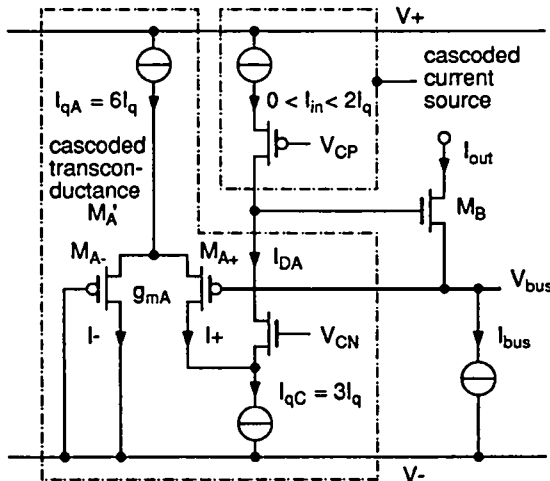 V+
I_qA = 6I_q
0 < I_in < 2I_q
cascoded
current
source
cascoded
transcon-
ductance
M_A'
V_CP
I_out
M_B
M_A-
M_A+
I_DA
g_mA
V_bus
I-
I+
V_CN
I_bus
I_qC = 3I_q
V-